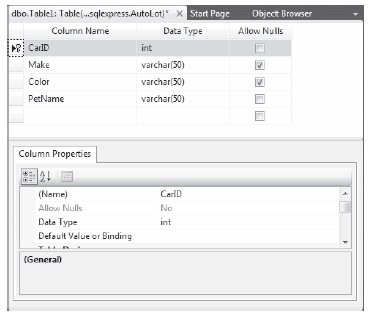 dbo.Table1: Table(...sqlexpress.AutoLot)* Start Page Object Browser
Column Name Data Type Allow Nulls
CarID int
Make varchar(50)
Color varchar(50)
PetName varchar(50)
Column Properties
(Name) CarID
Allow Nulls No
Data Type int
Default Value or Binding
(General)